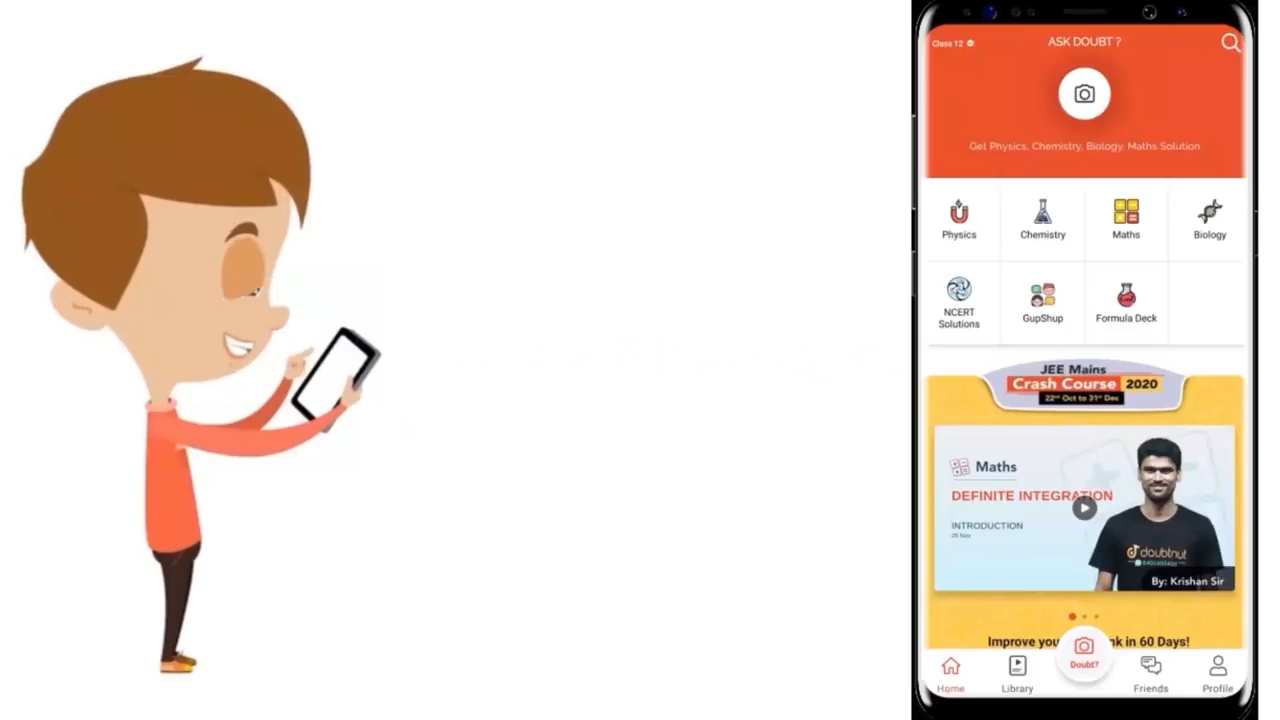 Class 12
ASK DOUBT ?
Get Physics, Chemistry, Biology, Maths Solution
Physics
Chemistry
Maths
Biology
NCERT
Solutions
GupShup
Formula Deck
JEE Mains
Crash Course 2020
22nd Oct to 31st Dec
Maths
DEFINITE INTEGRATION
INTRODUCTION
doubtnut
By: Krishan Sir
Improve you nk in 60 Days!
Doubt?
Home
Library
Friends
Profile